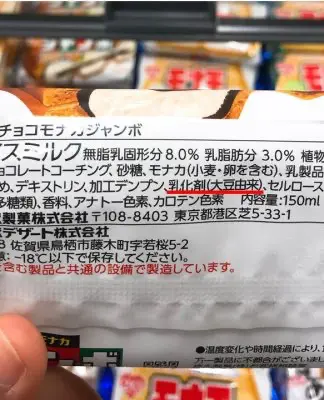 チョコモナカジャンボ
イスミルク 無脂乳固形分8.0% 乳脂肪分3.0% 植物
チョコレートコーチング、砂糖、モナカ(小麦・卵を含む)、乳製品
め、デキストリン、加工デンプン、乳化剤(大豆由来)、セルロース
多糖類)、香料、アナトー色素、カロテン色素 内容量:150ml
製菓株式会社 〒108-8403 東京都港区芝5-33-1
デザート株式会社
8 佐賀県鳥栖市藤木町字若桜5-2
-18℃以下で保存してください。
を含む製品と共通の設備で製造しています。
モナカ
●温度変化や時間経過により、